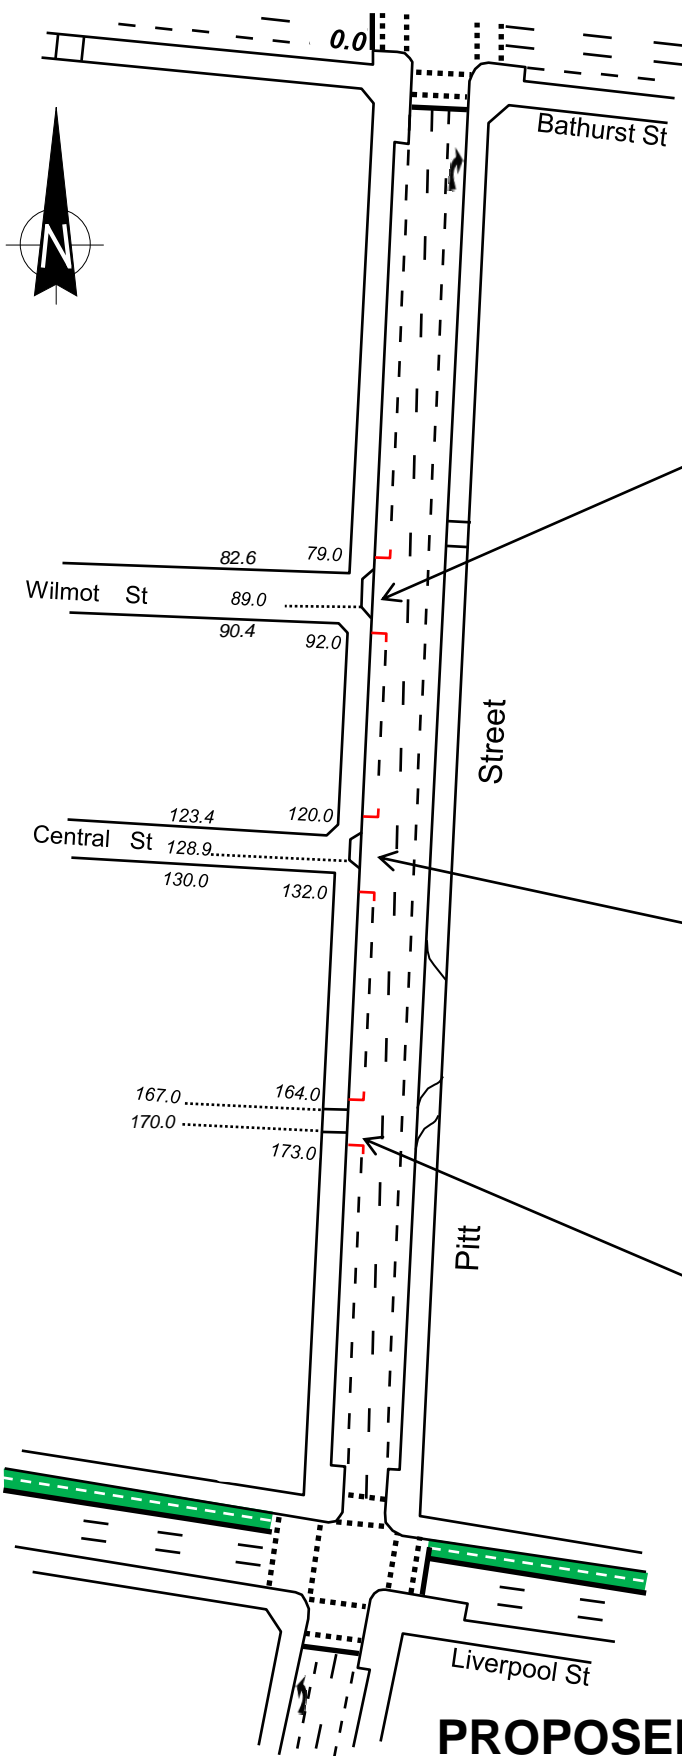 0.0
Bathurst St
N
82.6 79.0
Wilmot St
89.0
90.4 92.0
Street
123.4 120.0
Central St
128.9
130.0 132.0
167.0 164.0
170.0
173.0
Pitt
Liverpool St